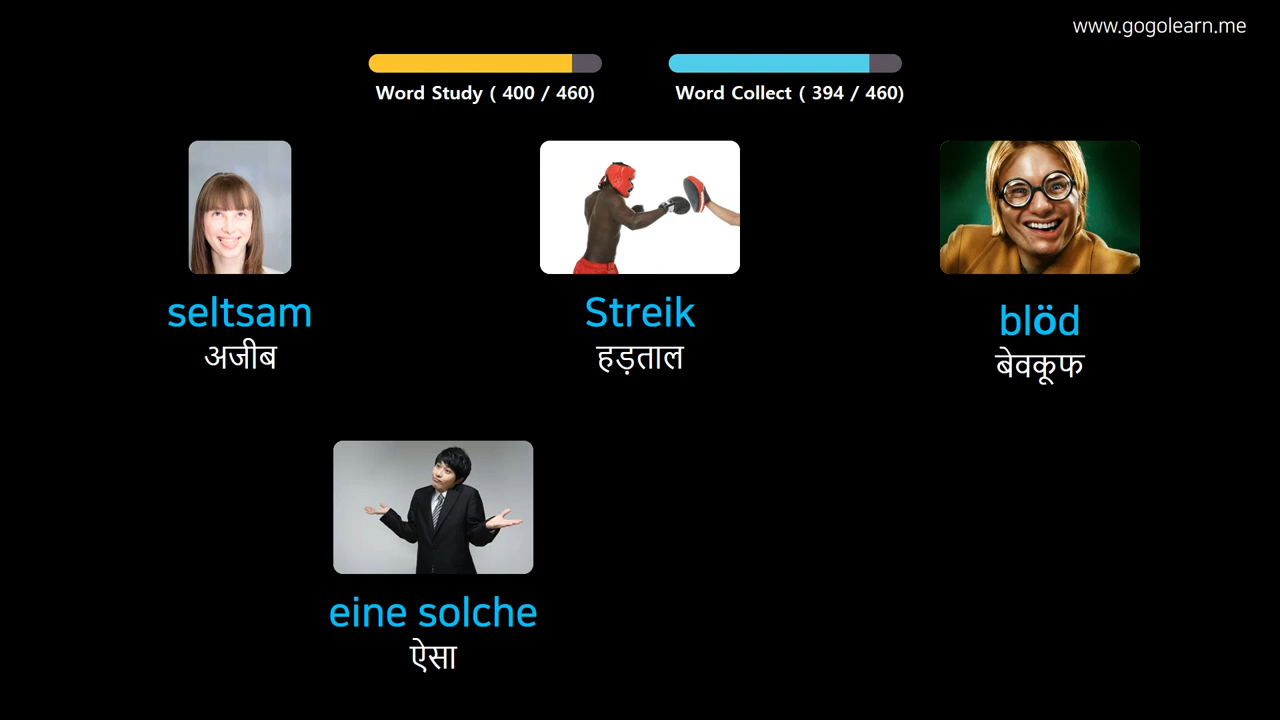 www.gogolearn.me
Word Study ( 400 / 460)
Word Collect ( 394 / 460)
seltsam
अजीब
Streik
हड़ताल
blöd
बेवकूफ
eine solche
ऐसा